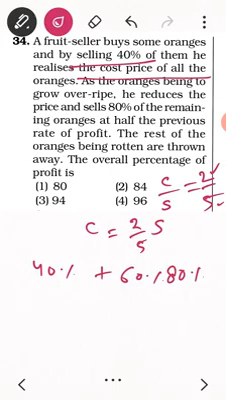 34. A fruit-seller buys some oranges
and by selling 40% of them he
realises the cost price of all the
oranges. As the oranges being to
grow over-ripe, he reduces the
price and sells 80% of the remain-
ing oranges at half the previous
rate of profit. The rest of the
oranges being rotten are thrown
away. The overall percentage of
profit is
(1) 80 (2) 84
(3) 94 (4) 96
c/s = 2/5
c = 2/5 s
40% + 60% 80%